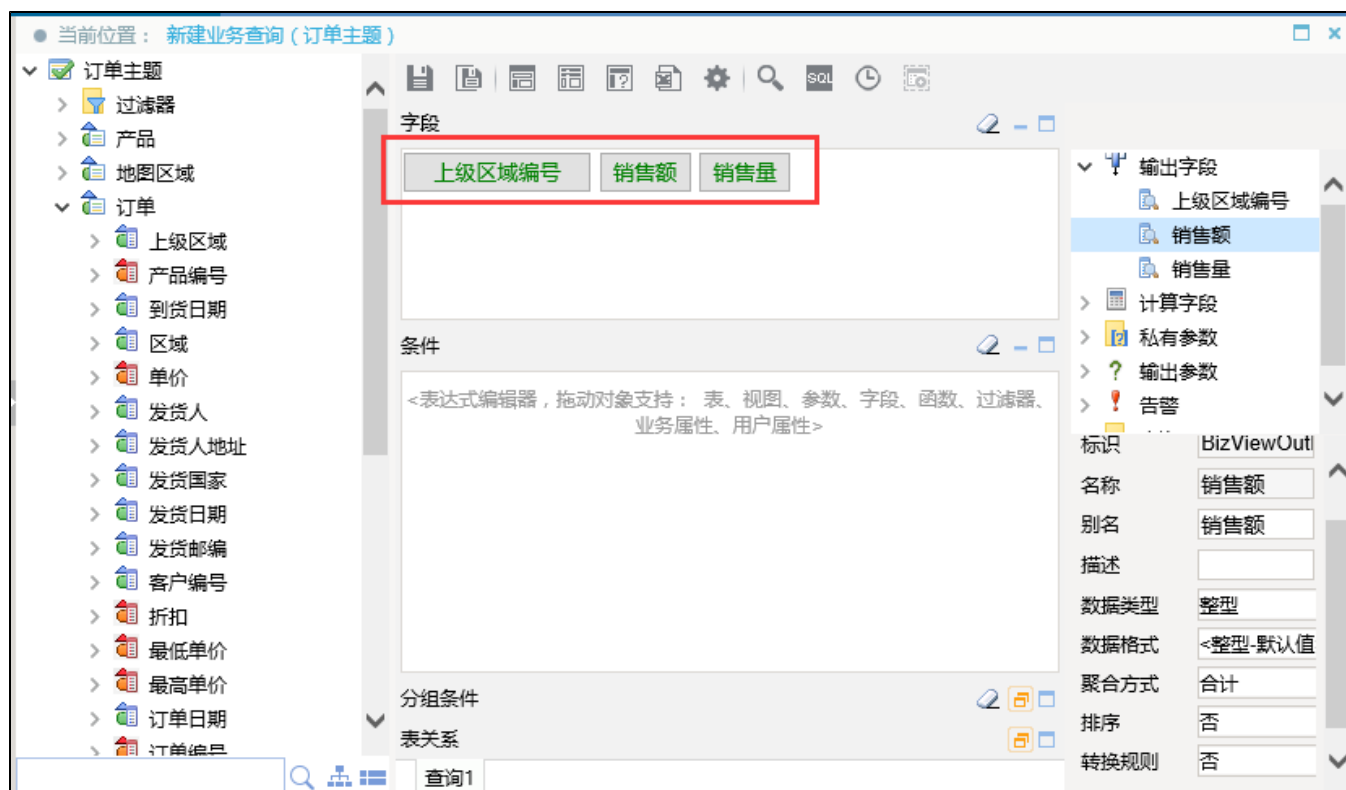 当前位置： 新建业务查询 ( 订单主题 )
订单主题
过滤器
产品
地图区域
订单
上级区域
产品编号
到货日期
区域
单价
发货人
发货人地址
发货国家
发货日期
发货邮编
客户编号
折扣
最低单价
最高单价
订单日期
订单编号
SQL
字段
上级区域编号 销售额 销售量
条件
<表达式编辑器，拖动对象支持： 表、视图、参数、字段、函数、过滤器、
业务属性、用户属性>
分组条件
表关系
查询1
输出字段
上级区域编号
销售额
销售量
计算字段
私有参数
输出参数
告警
标识 BizViewOutl
名称 销售额
别名 销售额
描述
数据类型 整型
数据格式 <整型-默认值
聚合方式 合计
排序 否
转换规则 否